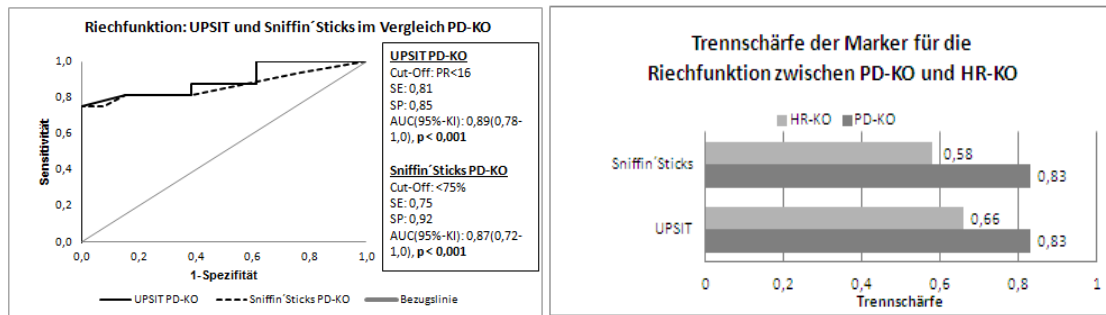 Riechfunktion: UPSIT und Sniffin´Sticks im Vergleich PD-KO
1,0
0,8
0,6
0,4
0,2
0,0
Sensitivität
0,0 0,2 0,4 0,6 0,8 1,0
1-Spezifität
UPSIT PD-KO Sniffin´Sticks PD-KO Bezugslinie
UPSIT PD-KO
Cut-Off: PR<16
SE: 0,81
SP: 0,85
AUC(95%-KI): 0,89(0,78-
1,0), p < 0,001
Sniffin´Sticks PD-KO
Cut-Off: <75%
SE: 0,75
SP: 0,92
AUC(95%-KI): 0,87(0,72-
1,0), p < 0,001
Trennschärfe der Marker für die
Riechfunktion zwischen PD-KO und HR-KO
HR-KO PD-KO
Sniffin´Sticks
0,58
0,83
UPSIT
0,66
0,83
0 0,2 0,4 0,6 0,8 1
Trennschärfe